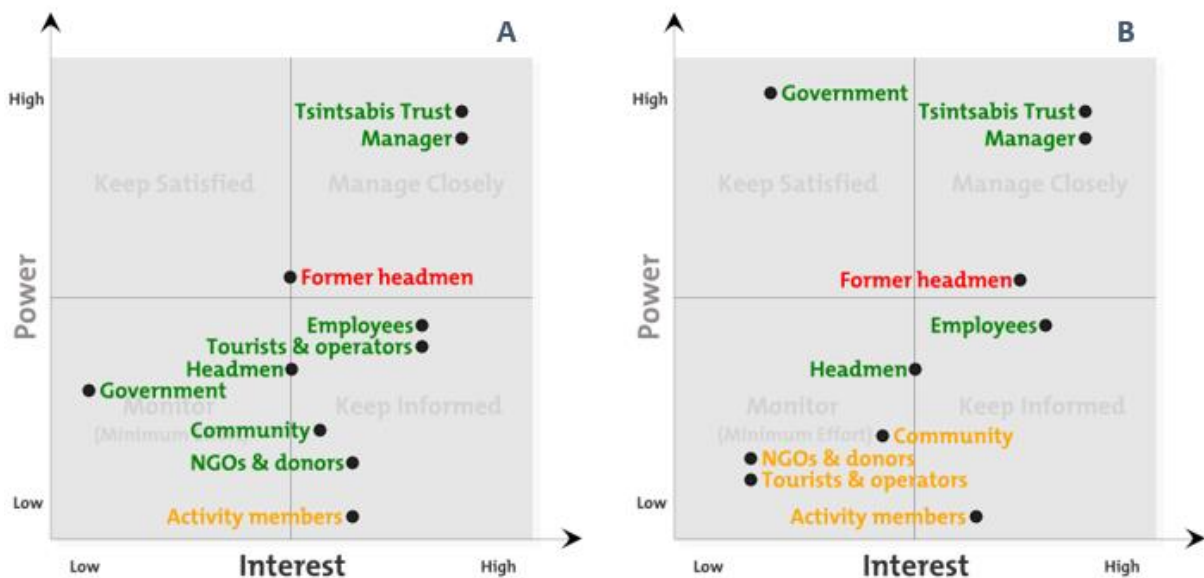 A
High
Tsintsabis Trust
Manager
Keep Satisfied
Manage Closely
Power
Former headmen
Employees
Tourists & operators
Headmen
Government
Monitor
(Minimum Effort)
Keep Informed
Community
NGOs & donors
Activity members
Low
Low
Interest
High
B
High
Government
Tsintsabis Trust
Manager
Keep Satisfied
Manage Closely
Power
Former headmen
Employees
Headmen
Monitor
(Minimum Effort)
Keep Informed
Community
NGOs & donors
Tourists & operators
Activity members
Low
Low
Interest
High